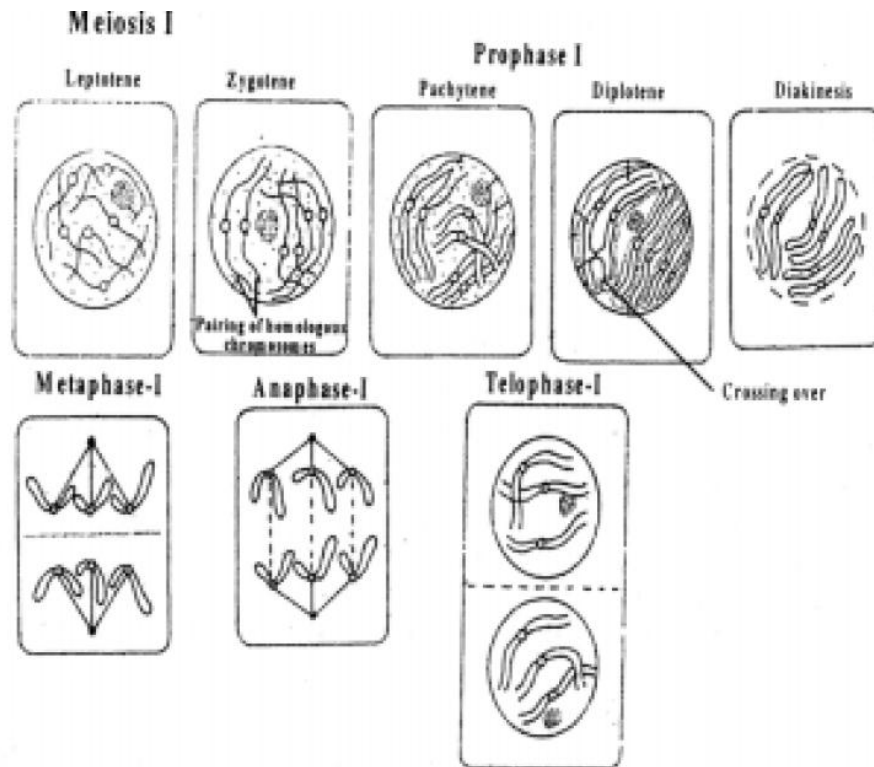 Meiosis I
Prophase I
Leptotene
Zygotene
Pachytene
Diplotene
Diakinesis
Pairing of homologous
chromosomes
Crossing over
Metaphase-I
Anaphase-I
Telophase-I